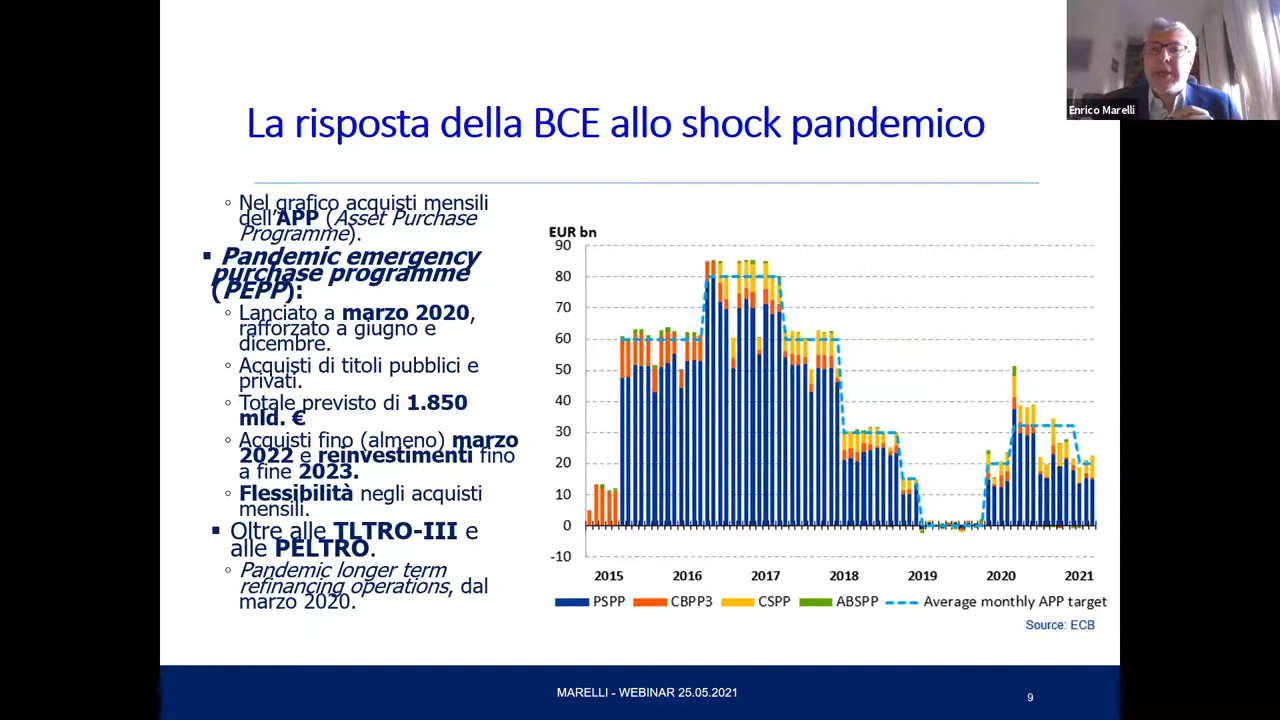 Enrico Marelli
La risposta della BCE allo shock pandemico
◦ Nel grafico acquisti mensili
dell'APP (Asset Purchase
Programme).
▪ Pandemic emergency
purchase programme
(PEPP):
◦ Lanciato a marzo 2020,
rafforzato a giugno e
dicembre.
◦ Acquisti di titoli pubblici e
privati.
◦ Totale previsto di 1.850
mld. €
◦ Acquisti fino (almeno) marzo
2022 e reinvestimenti fino
a fine 2023.
◦ Flessibilità negli acquisti
mensili.
▪ Oltre alle TLTRO-III e
alle PELTRO.
◦ Pandemic longer term
refinancing operations, dal
marzo 2020.
EUR bn
90
80
70
60
50
40
30
20
10
0
-10
2015 2016 2017 2018 2019 2020 2021
PSPP CBPP3 CSPP ABSPP Average monthly APP target
Source: ECB
MARELLI - WEBINAR 25.05.2021
9